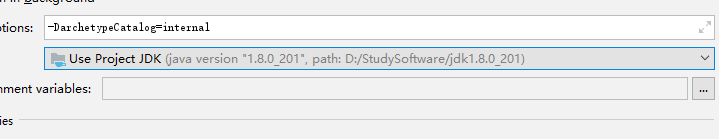 in Background
tions:
-DarchetypeCatalog=internal
Use Project JDK (java version "1.8.0_201", path: D:/StudySoftware/jdk1.8.0_201)
nment variables:
...
ies